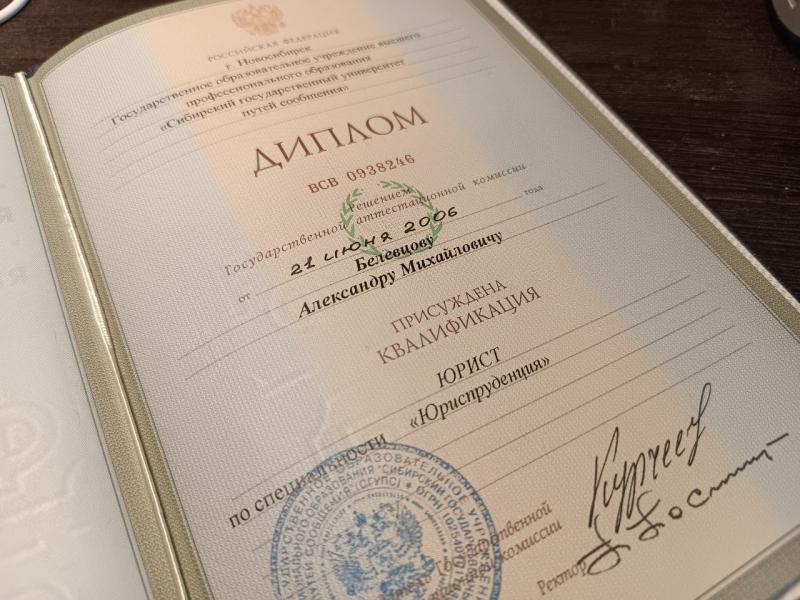 РОССИЙСКАЯ ФЕДЕРАЦИЯ
г. Новосибирск
Государственное образовательное учреждение высшего
профессионального образования
«Сибирский государственный университет
путей сообщения»
ДИПЛОМ
ВСВ 0938246
Решением
Государственной аттестационной комиссии
от 21 июня 2006 года
Белевцову
Александру Михайловичу
ПРИСУЖДЕНА
КВАЛИФИКАЦИЯ
ЮРИСТ
по специальности «Юриспруденция»
Ректор